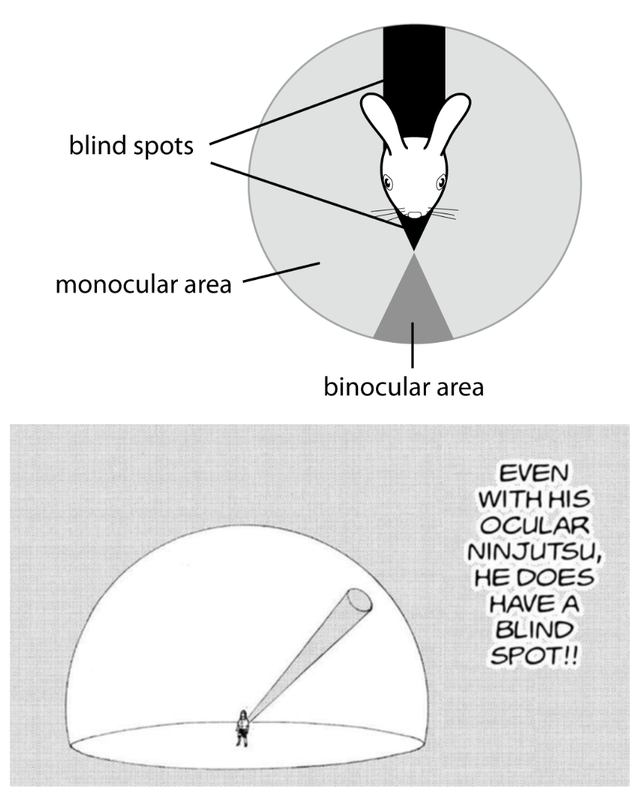 blind spots
monocular area
binocular area
EVEN
WITH HIS
OCULAR
NINJUTSU,
HE DOES
HAVE A
BLIND
SPOT!!